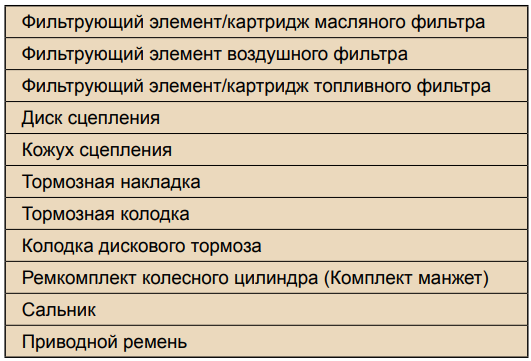 Фильтрующий элемент/картридж масляного фильтра
Фильтрующий элемент воздушного фильтра
Фильтрующий элемент/картридж топливного фильтра
Диск сцепления
Кожух сцепления
Тормозная накладка
Тормозная колодка
Колодка дискового тормоза
Ремкомплект колесного цилиндра (Комплект манжет)
Сальник
Приводной ремень